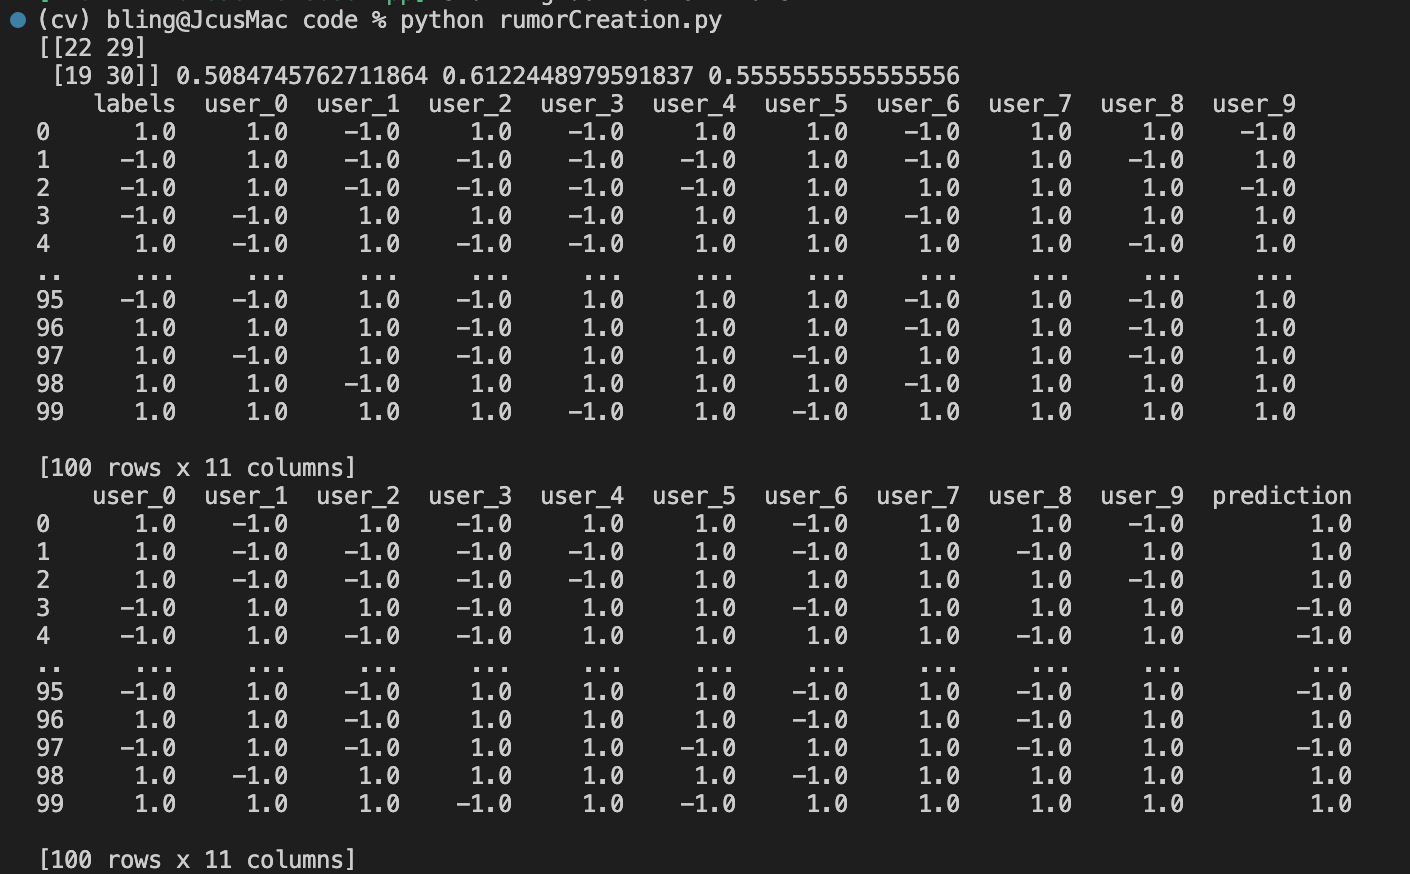 (cv) bling@JcusMac code % python rumorCreation.py
[[22 29]
 [19 30]] 0.5084745762711864 0.6122448979591837 0.5555555555555556
    labels  user_0  user_1  user_2  user_3  user_4  user_5  user_6  user_7  user_8  user_9
0      1.0     1.0    -1.0     1.0    -1.0     1.0     1.0    -1.0     1.0     1.0    -1.0
1     -1.0     1.0    -1.0    -1.0    -1.0    -1.0     1.0    -1.0     1.0    -1.0     1.0
2     -1.0     1.0    -1.0    -1.0    -1.0    -1.0     1.0     1.0     1.0     1.0    -1.0
3     -1.0    -1.0     1.0     1.0    -1.0     1.0     1.0    -1.0     1.0     1.0     1.0
4      1.0    -1.0     1.0    -1.0    -1.0     1.0     1.0     1.0     1.0    -1.0     1.0
..     ...     ...     ...     ...     ...     ...     ...     ...     ...     ...     ...
95    -1.0    -1.0     1.0    -1.0     1.0     1.0     1.0    -1.0     1.0    -1.0     1.0
96     1.0     1.0     1.0    -1.0     1.0     1.0     1.0    -1.0     1.0    -1.0     1.0
97     1.0    -1.0     1.0    -1.0     1.0     1.0    -1.0     1.0     1.0    -1.0     1.0
98     1.0     1.0    -1.0     1.0     1.0     1.0     1.0    -1.0     1.0     1.0     1.0
99     1.0     1.0     1.0     1.0    -1.0     1.0    -1.0     1.0     1.0     1.0     1.0
[100 rows x 11 columns]
    user_0  user_1  user_2  user_3  user_4  user_5  user_6  user_7  user_8  user_9  prediction
0      1.0    -1.0     1.0    -1.0     1.0     1.0    -1.0     1.0     1.0    -1.0         1.0
1      1.0    -1.0    -1.0    -1.0    -1.0     1.0    -1.0     1.0    -1.0     1.0         1.0
2      1.0    -1.0    -1.0    -1.0    -1.0     1.0     1.0     1.0     1.0    -1.0         1.0
3     -1.0     1.0     1.0    -1.0     1.0     1.0    -1.0     1.0     1.0     1.0        -1.0
4     -1.0     1.0    -1.0    -1.0     1.0     1.0     1.0     1.0    -1.0     1.0        -1.0
..     ...     ...     ...     ...     ...     ...     ...     ...     ...     ...         ...
95    -1.0     1.0    -1.0     1.0     1.0     1.0    -1.0     1.0    -1.0     1.0        -1.0
96     1.0     1.0    -1.0     1.0     1.0     1.0    -1.0     1.0    -1.0     1.0         1.0
97    -1.0     1.0    -1.0     1.0     1.0    -1.0     1.0     1.0    -1.0     1.0        -1.0
98     1.0    -1.0     1.0     1.0     1.0     1.0    -1.0     1.0     1.0     1.0         1.0
99     1.0     1.0     1.0    -1.0     1.0    -1.0     1.0     1.0     1.0     1.0         1.0
[100 rows x 11 columns]